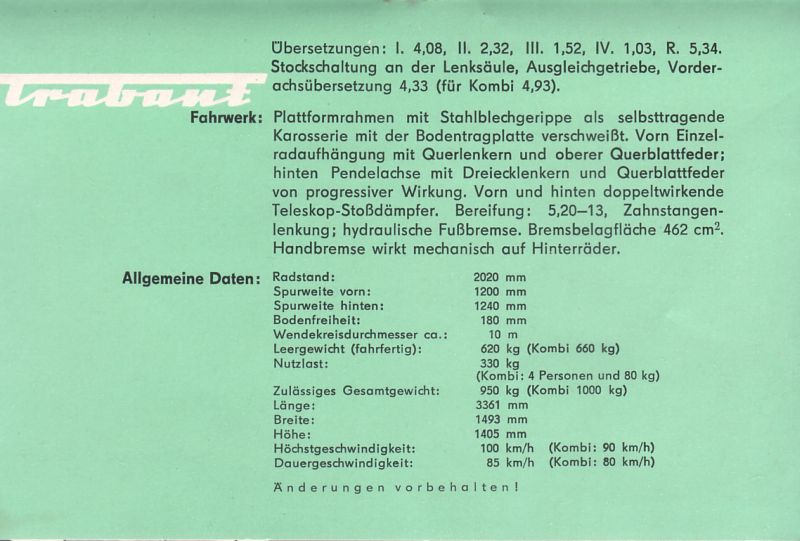 Übersetzungen: I. 4,08, II. 2,32, III. 1,52, IV. 1,03, R. 5,34.
Stockschaltung an der Lenksäule, Ausgleichgetriebe, Vorder-
achsübersetzung 4,33 (für Kombi 4,93).
Trabant
Fahrwerk: Plattformrahmen mit Stahlblechgerippe als selbsttragende
Karosserie mit der Bodentragplatte verschweißt. Vorn Einzel-
radaufhängung mit Querlenkern und oberer Querblattfeder;
hinten Pendelachse mit Dreiecklenkern und Querblattfeder
von progressiver Wirkung. Vorn und hinten doppeltwirkende
Teleskop-Stoßdämpfer. Bereifung: 5,20–13, Zahnstangen-
lenkung; hydraulische Fußbremse. Bremsbelagfläche 462 cm².
Handbremse wirkt mechanisch auf Hinterräder.
Allgemeine Daten: Radstand: 2020 mm
Spurweite vorn: 1200 mm
Spurweite hinten: 1240 mm
Bodenfreiheit: 180 mm
Wendekreisdurchmesser ca.: 10 m
Leergewicht (fahrfertig): 620 kg (Kombi 660 kg)
Nutzlast: 330 kg
(Kombi: 4 Personen und 80 kg)
Zulässiges Gesamtgewicht: 950 kg (Kombi 1000 kg)
Länge: 3361 mm
Breite: 1493 mm
Höhe: 1405 mm
Höchstgeschwindigkeit: 100 km/h (Kombi: 90 km/h)
Dauergeschwindigkeit: 85 km/h (Kombi: 80 km/h)
Änderungen vorbehalten!